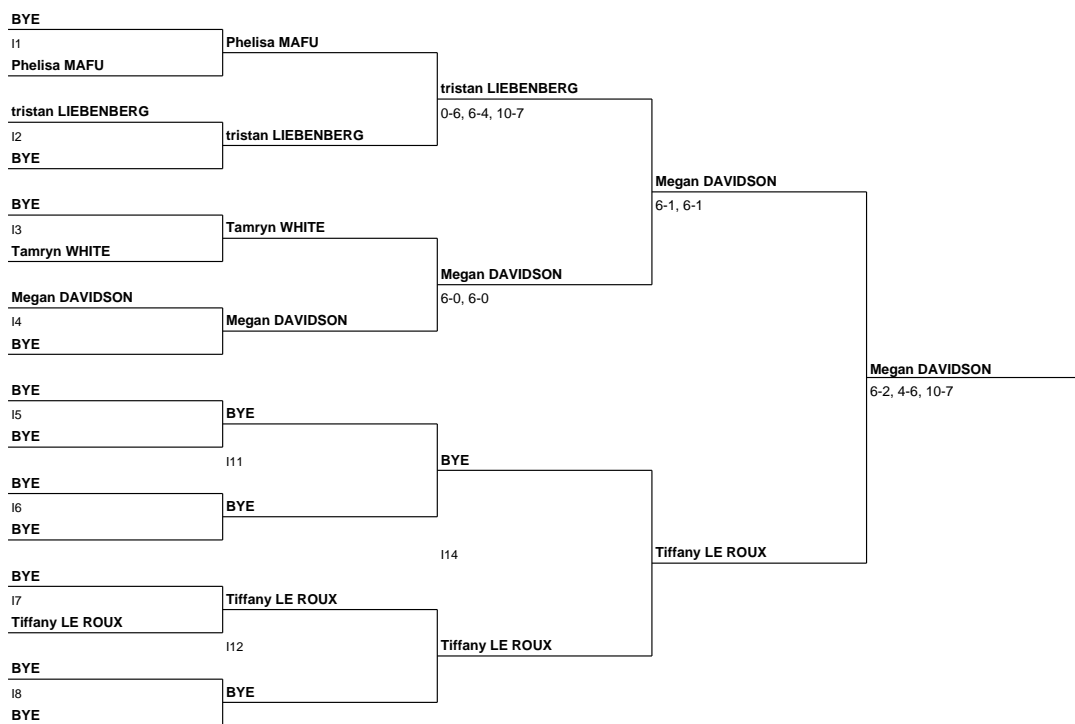 BYE
I1
Phelisa MAFU
Phelisa MAFU
tristan LIEBENBERG
0-6, 6-4, 10-7
tristan LIEBENBERG
I2
tristan LIEBENBERG
BYE
Megan DAVIDSON
6-1, 6-1
BYE
I3
Tamryn WHITE
Tamryn WHITE
Megan DAVIDSON
6-0, 6-0
Megan DAVIDSON
I4
Megan DAVIDSON
BYE
Megan DAVIDSON
6-2, 4-6, 10-7
BYE
I5
BYE
BYE
I11
BYE
BYE
I6
BYE
BYE
I14
Tiffany LE ROUX
BYE
I7
Tiffany LE ROUX
Tiffany LE ROUX
I12
Tiffany LE ROUX
BYE
I8
BYE
BYE